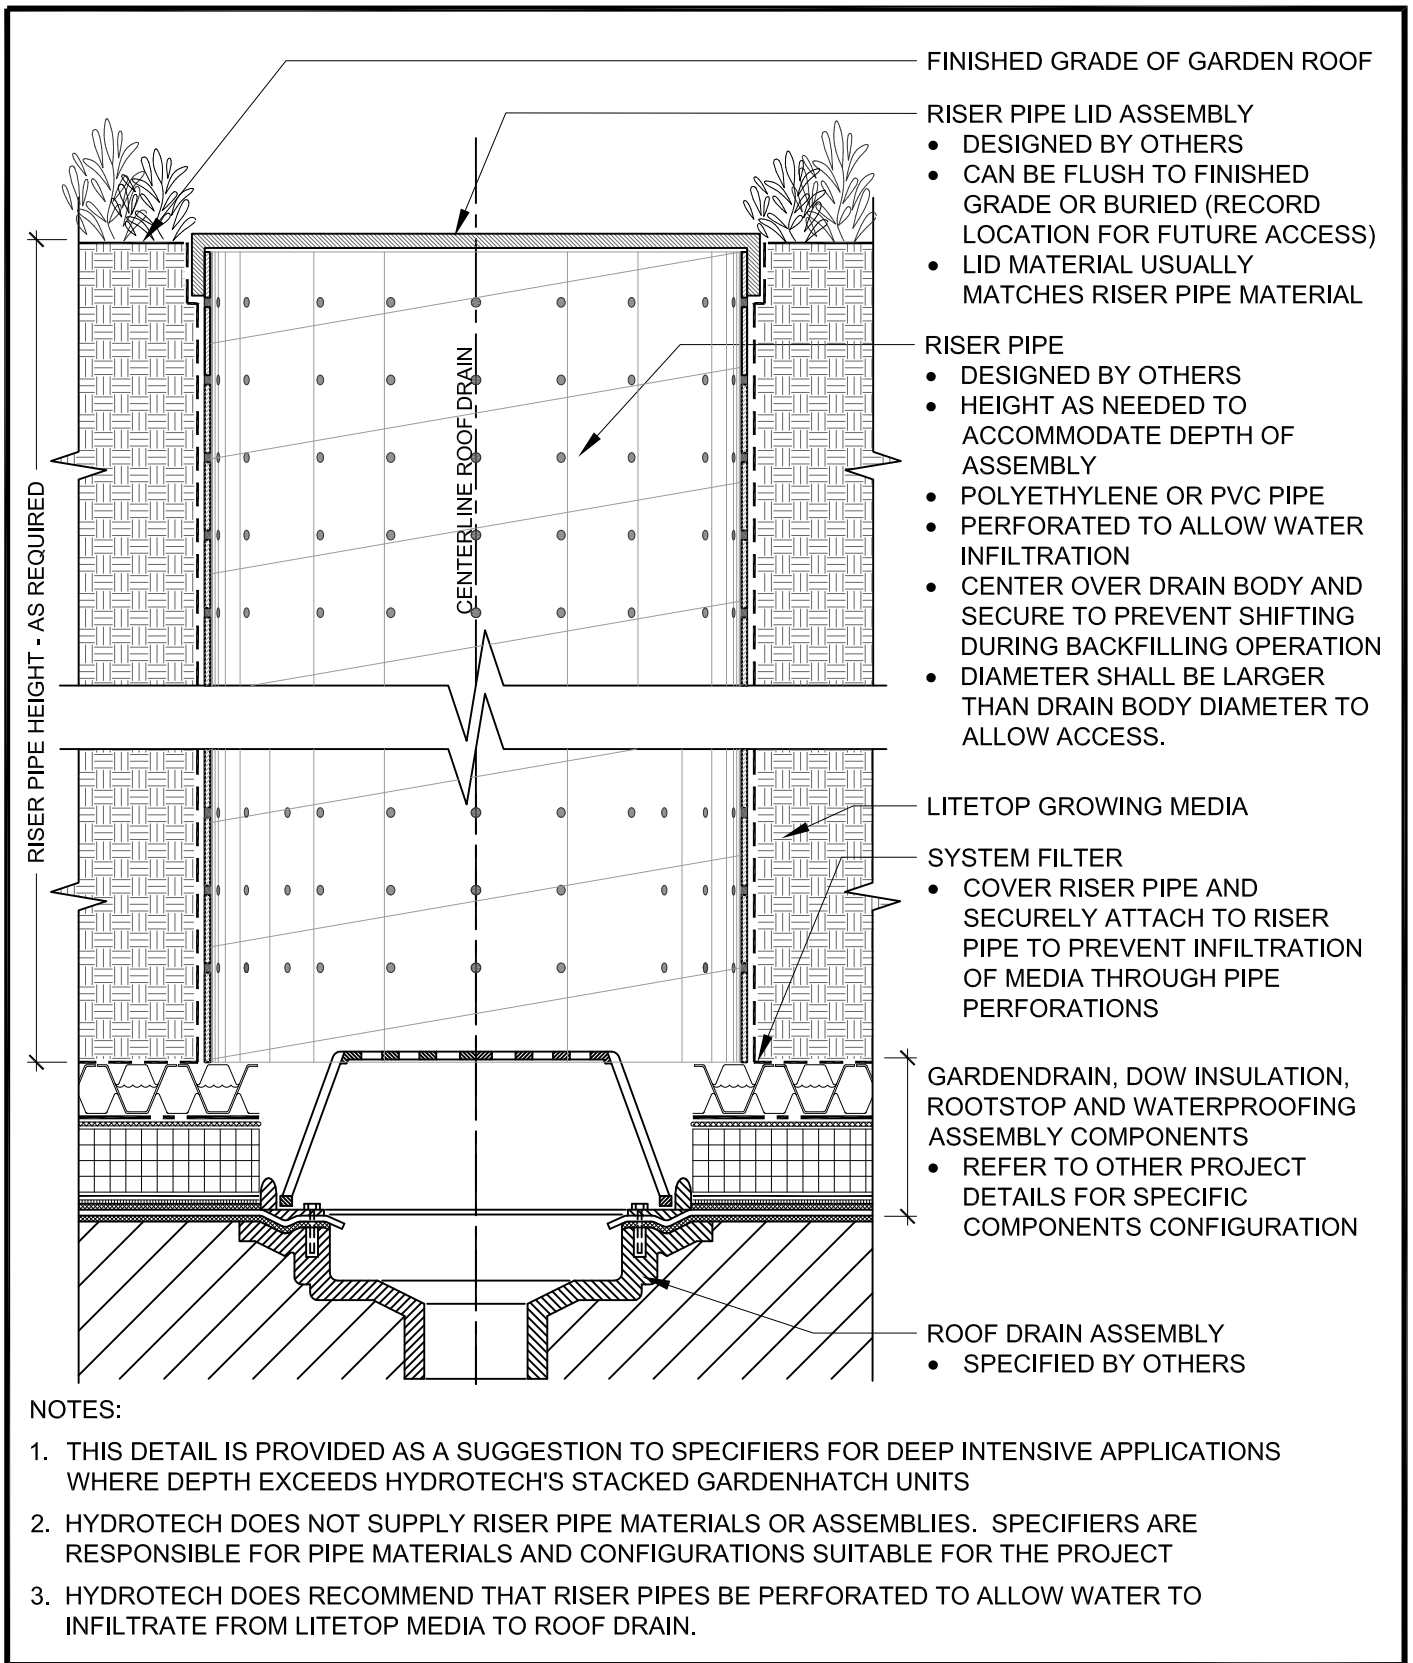 FINISHED GRADE OF GARDEN ROOF
RISER PIPE LID ASSEMBLY
• DESIGNED BY OTHERS
• CAN BE FLUSH TO FINISHED
GRADE OR BURIED (RECORD
LOCATION FOR FUTURE ACCESS)
• LID MATERIAL USUALLY
MATCHES RISER PIPE MATERIAL
RISER PIPE
• DESIGNED BY OTHERS
• HEIGHT AS NEEDED TO
ACCOMMODATE DEPTH OF
ASSEMBLY
• POLYETHYLENE OR PVC PIPE
• PERFORATED TO ALLOW WATER
INFILTRATION
• CENTER OVER DRAIN BODY AND
SECURE TO PREVENT SHIFTING
DURING BACKFILLING OPERATION
• DIAMETER SHALL BE LARGER
THAN DRAIN BODY DIAMETER TO
ALLOW ACCESS.
CENTERLINE ROOF DRAIN
RISER PIPE HEIGHT - AS REQUIRED
LITETOP GROWING MEDIA
SYSTEM FILTER
• COVER RISER PIPE AND
SECURELY ATTACH TO RISER
PIPE TO PREVENT INFILTRATION
OF MEDIA THROUGH PIPE
PERFORATIONS
GARDENDRAIN, DOW INSULATION,
ROOTSTOP AND WATERPROOFING
ASSEMBLY COMPONENTS
• REFER TO OTHER PROJECT
DETAILS FOR SPECIFIC
COMPONENTS CONFIGURATION
ROOF DRAIN ASSEMBLY
• SPECIFIED BY OTHERS
NOTES:
1. THIS DETAIL IS PROVIDED AS A SUGGESTION TO SPECIFIERS FOR DEEP INTENSIVE APPLICATIONS
WHERE DEPTH EXCEEDS HYDROTECH'S STACKED GARDENHATCH UNITS
2. HYDROTECH DOES NOT SUPPLY RISER PIPE MATERIALS OR ASSEMBLIES. SPECIFIERS ARE
RESPONSIBLE FOR PIPE MATERIALS AND CONFIGURATIONS SUITABLE FOR THE PROJECT
3. HYDROTECH DOES RECOMMEND THAT RISER PIPES BE PERFORATED TO ALLOW WATER TO
INFILTRATE FROM LITETOP MEDIA TO ROOF DRAIN.